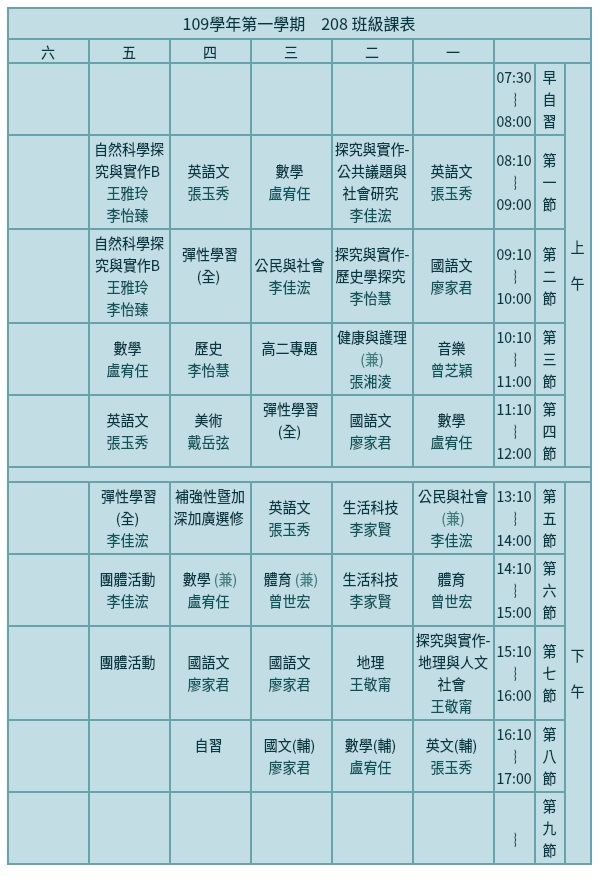 109學年第一學期 208 班級課表
六 五 四 三 二 一
上午
07:30
~
08:00
早自習
自然科學探
究與實作B
王雅玲
李怡臻
英語文
張玉秀
數學
盧宥任
探究與實作-
公共議題與
社會研究
李佳浤
英語文
張玉秀
08:10
~
09:00
第一節
自然科學探
究與實作B
王雅玲
李怡臻
彈性學習
(全)
公民與社會
李佳浤
探究與實作-
歷史學探究
李怡慧
國語文
廖家君
09:10
~
10:00
第二節
數學
盧宥任
歷史
李怡慧
高二專題
健康與護理
(兼)
張湘淩
音樂
曾芝穎
10:10
~
11:00
第三節
英語文
張玉秀
美術
戴岳弦
彈性學習
(全)
國語文
廖家君
數學
盧宥任
11:10
~
12:00
第四節
下午
彈性學習
(全)
李佳浤
補強性暨加
深加廣選修
英語文
張玉秀
生活科技
李家賢
公民與社會
(兼)
李佳浤
13:10
~
14:00
第五節
團體活動
李佳浤
數學 (兼)
盧宥任
體育 (兼)
曾世宏
生活科技
李家賢
體育
曾世宏
14:10
~
15:00
第六節
團體活動
國語文
廖家君
國語文
廖家君
地理
王敬甯
探究與實作-
地理與人文
社會
王敬甯
15:10
~
16:00
第七節
自習
國文(輔)
廖家君
數學(輔)
盧宥任
英文(輔)
張玉秀
16:10
~
17:00
第八節
~
第九節